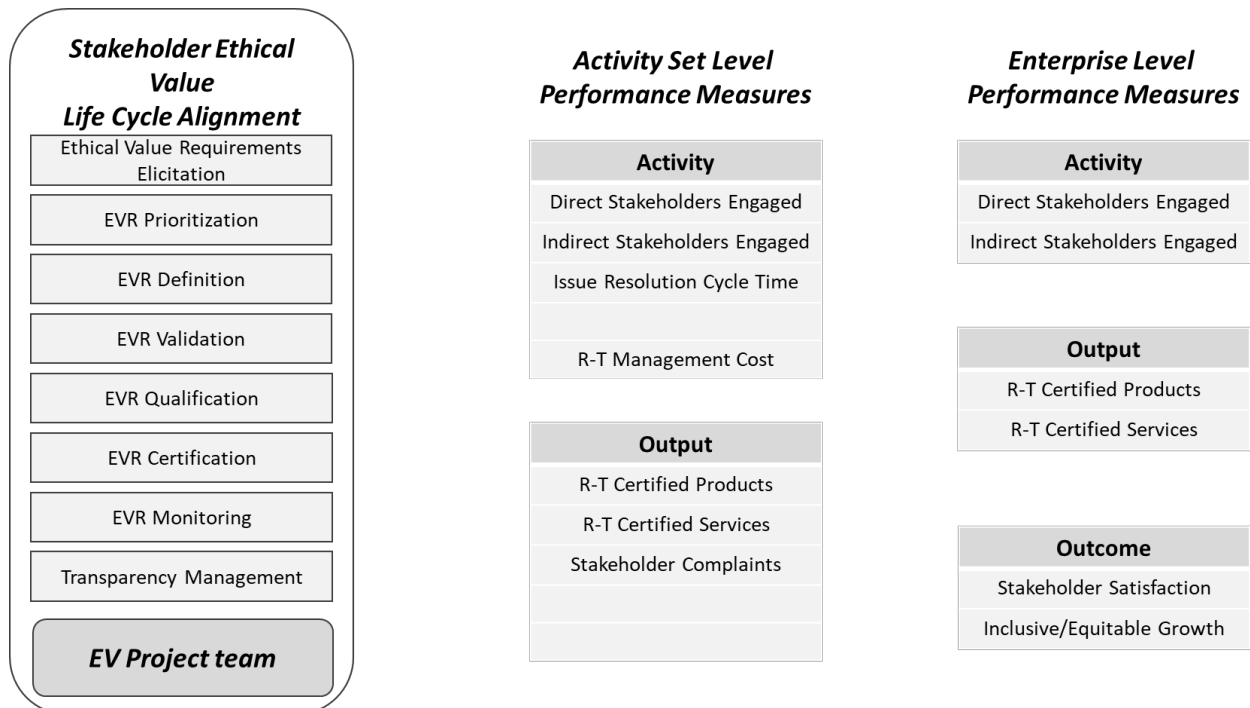 Stakeholder Ethical
Value
Life Cycle Alignment
Ethical Value Requirements
Elicitation
EVR Prioritization
EVR Definition
EVR Validation
EVR Qualification
EVR Certification
EVR Monitoring
Transparency Management
EV Project team
Activity Set Level
Performance Measures
Activity
Direct Stakeholders Engaged
Indirect Stakeholders Engaged
Issue Resolution Cycle Time
R-T Management Cost
Output
R-T Certified Products
R-T Certified Services
Stakeholder Complaints
Enterprise Level
Performance Measures
Activity
Direct Stakeholders Engaged
Indirect Stakeholders Engaged
Output
R-T Certified Products
R-T Certified Services
Outcome
Stakeholder Satisfaction
Inclusive/Equitable Growth